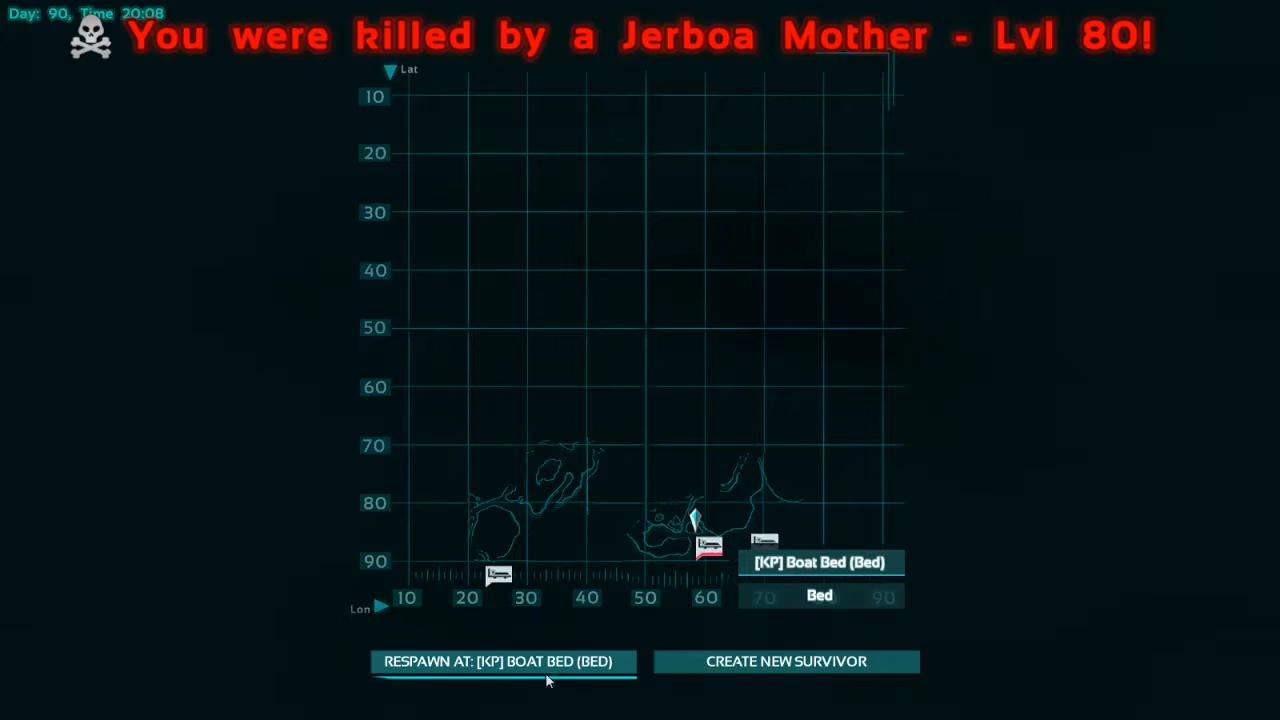 Day: 90, Time 20:08
You were killed by a Jerboa Mother - Lvl 80!
Lat
10
20
30
40
50
60
70
80
90
[KP] Boat Bed (Bed)
Bed
Lon 10 20 30 40 50 60 70 90
RESPAWN AT: [KP] BOAT BED (BED) CREATE NEW SURVIVOR